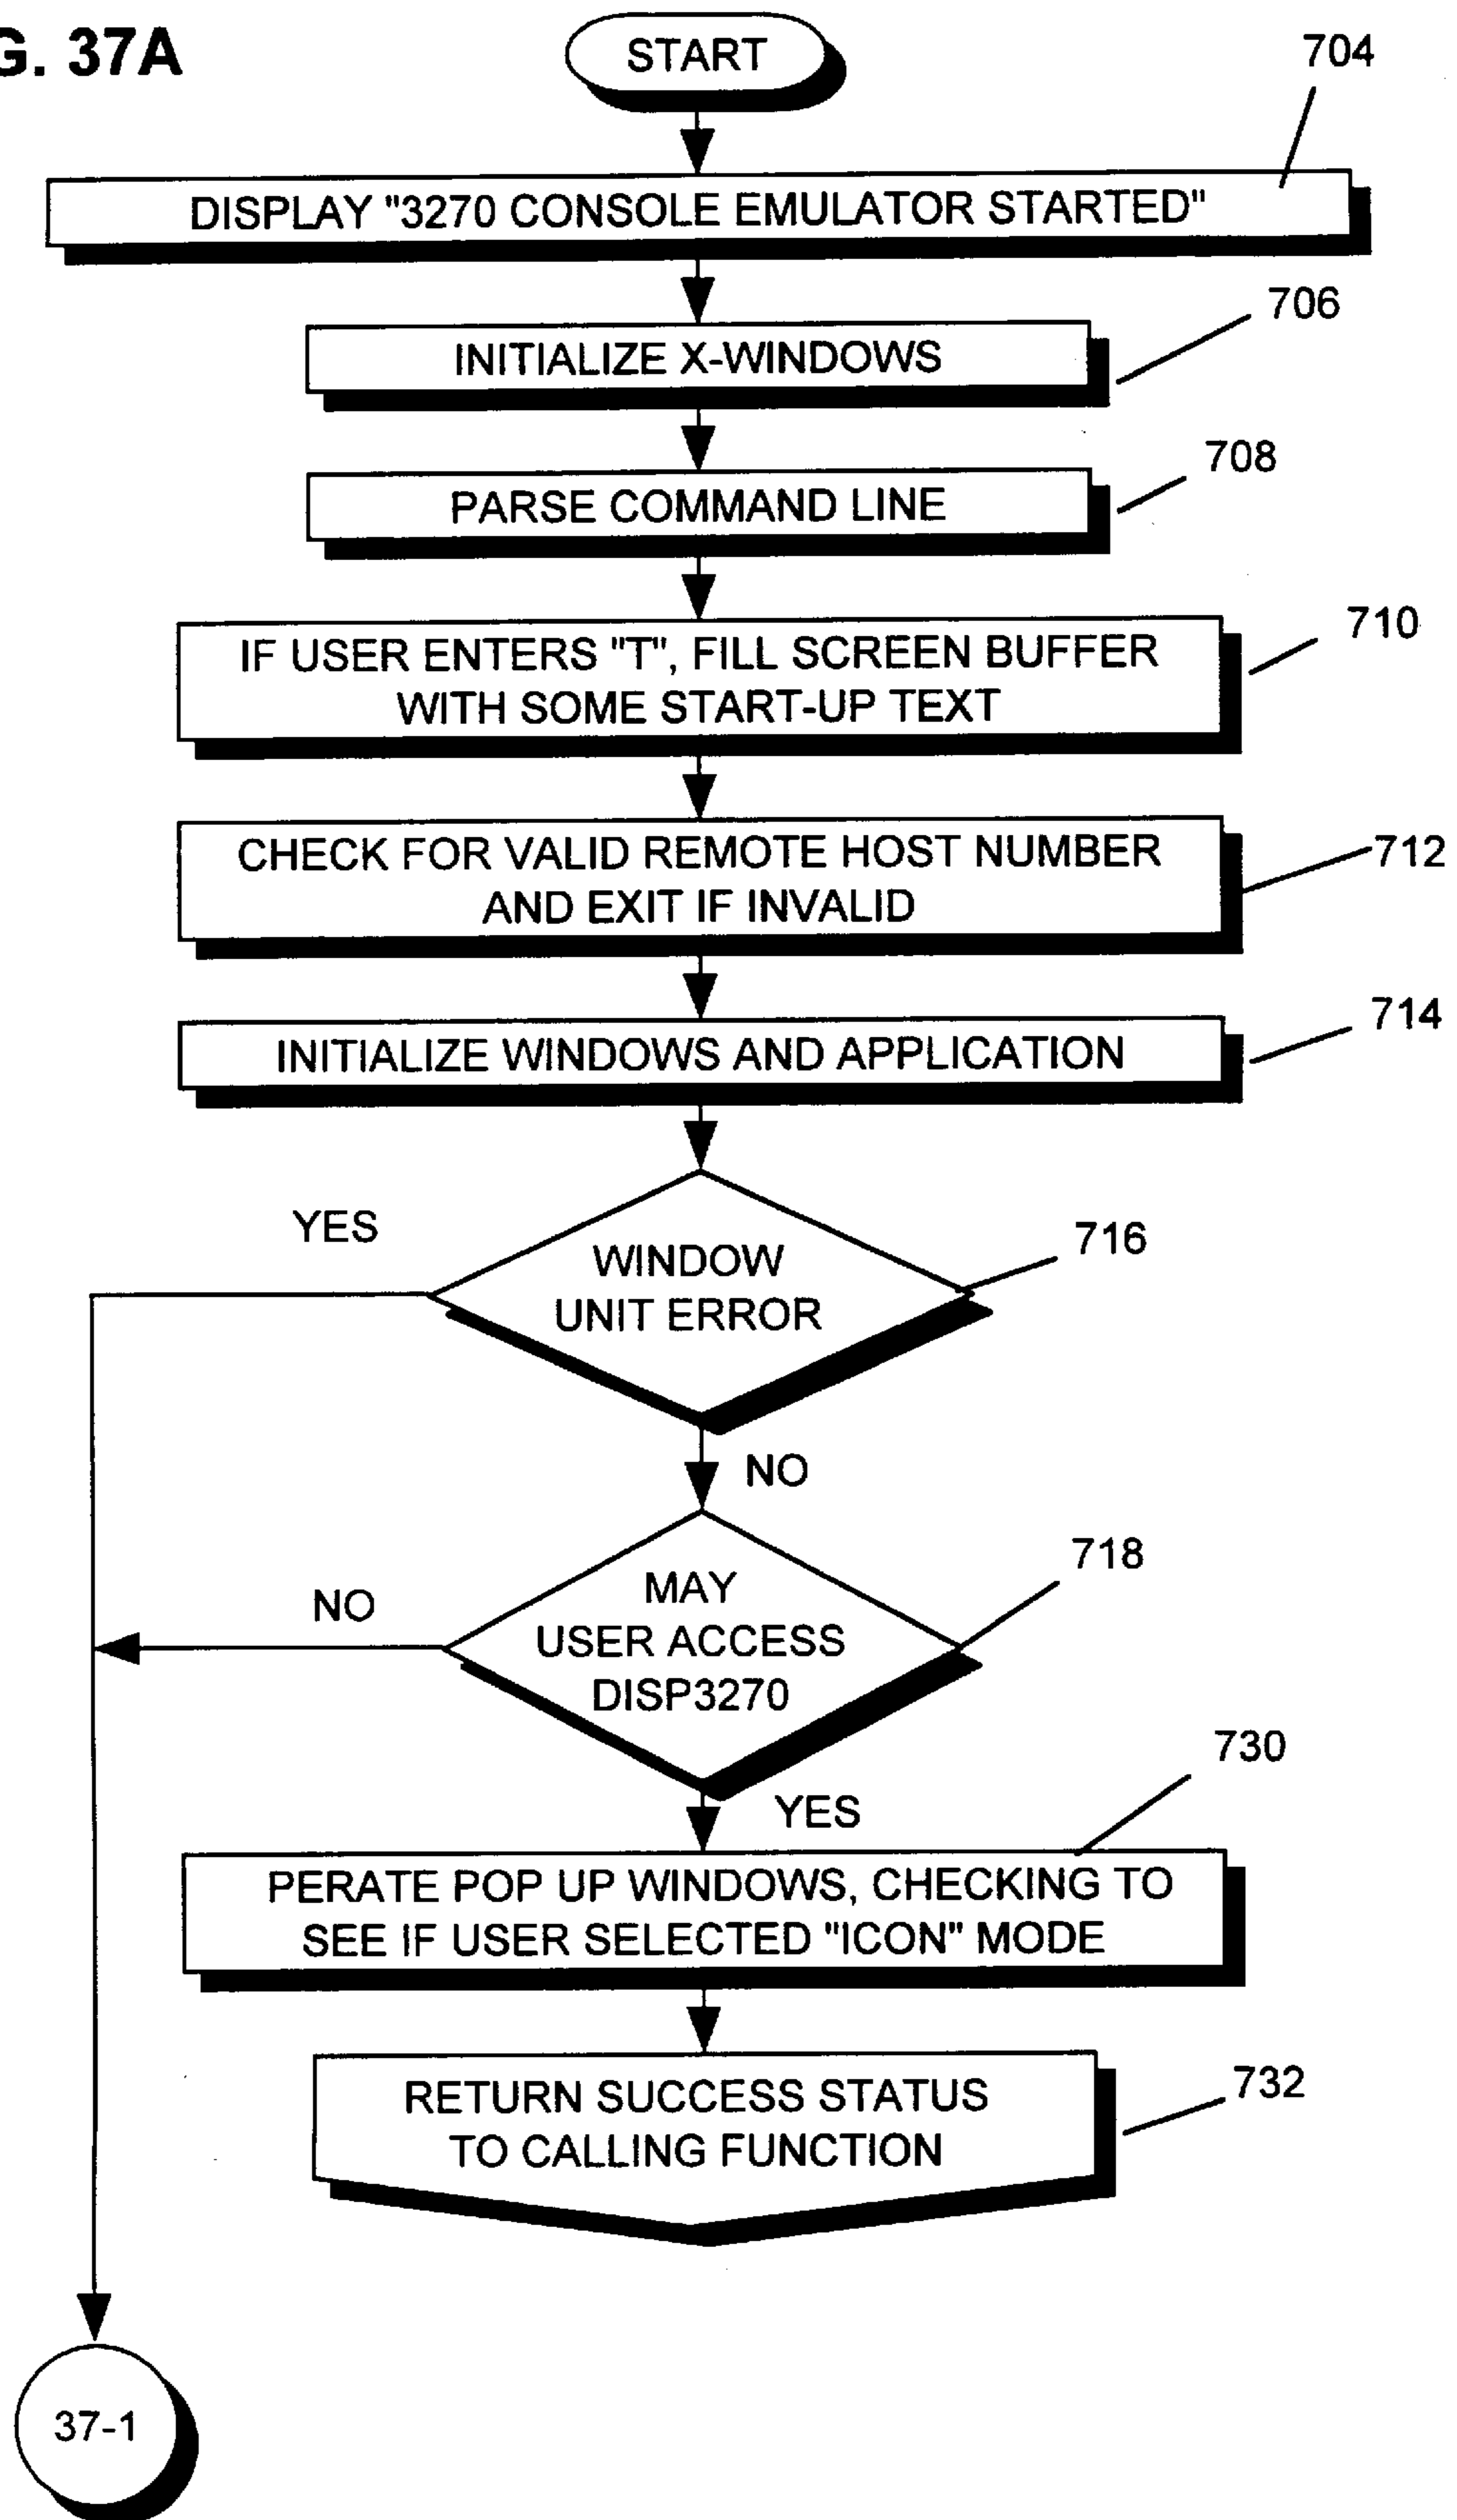 G. 37A
START
704
DISPLAY "3270 CONSOLE EMULATOR STARTED"
706
INITIALIZE X-WINDOWS
708
PARSE COMMAND LINE
710
IF USER ENTERS "T", FILL SCREEN BUFFER
WITH SOME START-UP TEXT
CHECK FOR VALID REMOTE HOST NUMBER
AND EXIT IF INVALID
712
714
INITIALIZE WINDOWS AND APPLICATION
YES
716
WINDOW
UNIT ERROR
NO
718
NO
MAY
USER ACCESS
DISP3270
730
YES
PERATE POP UP WINDOWS, CHECKING TO
SEE IF USER SELECTED "ICON" MODE
732
RETURN SUCCESS STATUS
TO CALLING FUNCTION
37-1